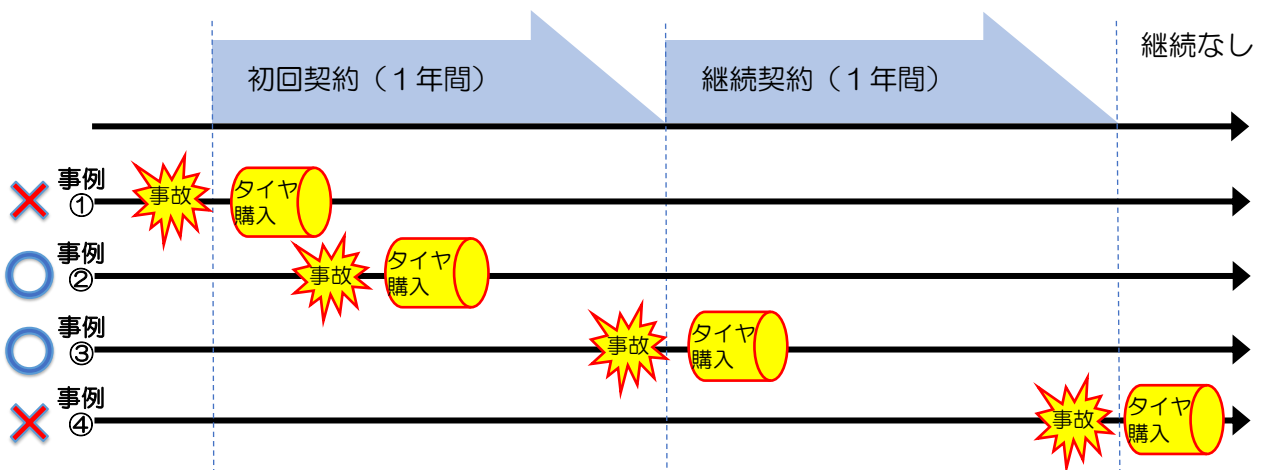 初回契約（１年間）
継続契約（１年間）
継続なし
事例
①
事故
タイヤ
購入
事例
②
事故
タイヤ
購入
事例
③
事故
タイヤ
購入
事例
④
事故
タイヤ
購入